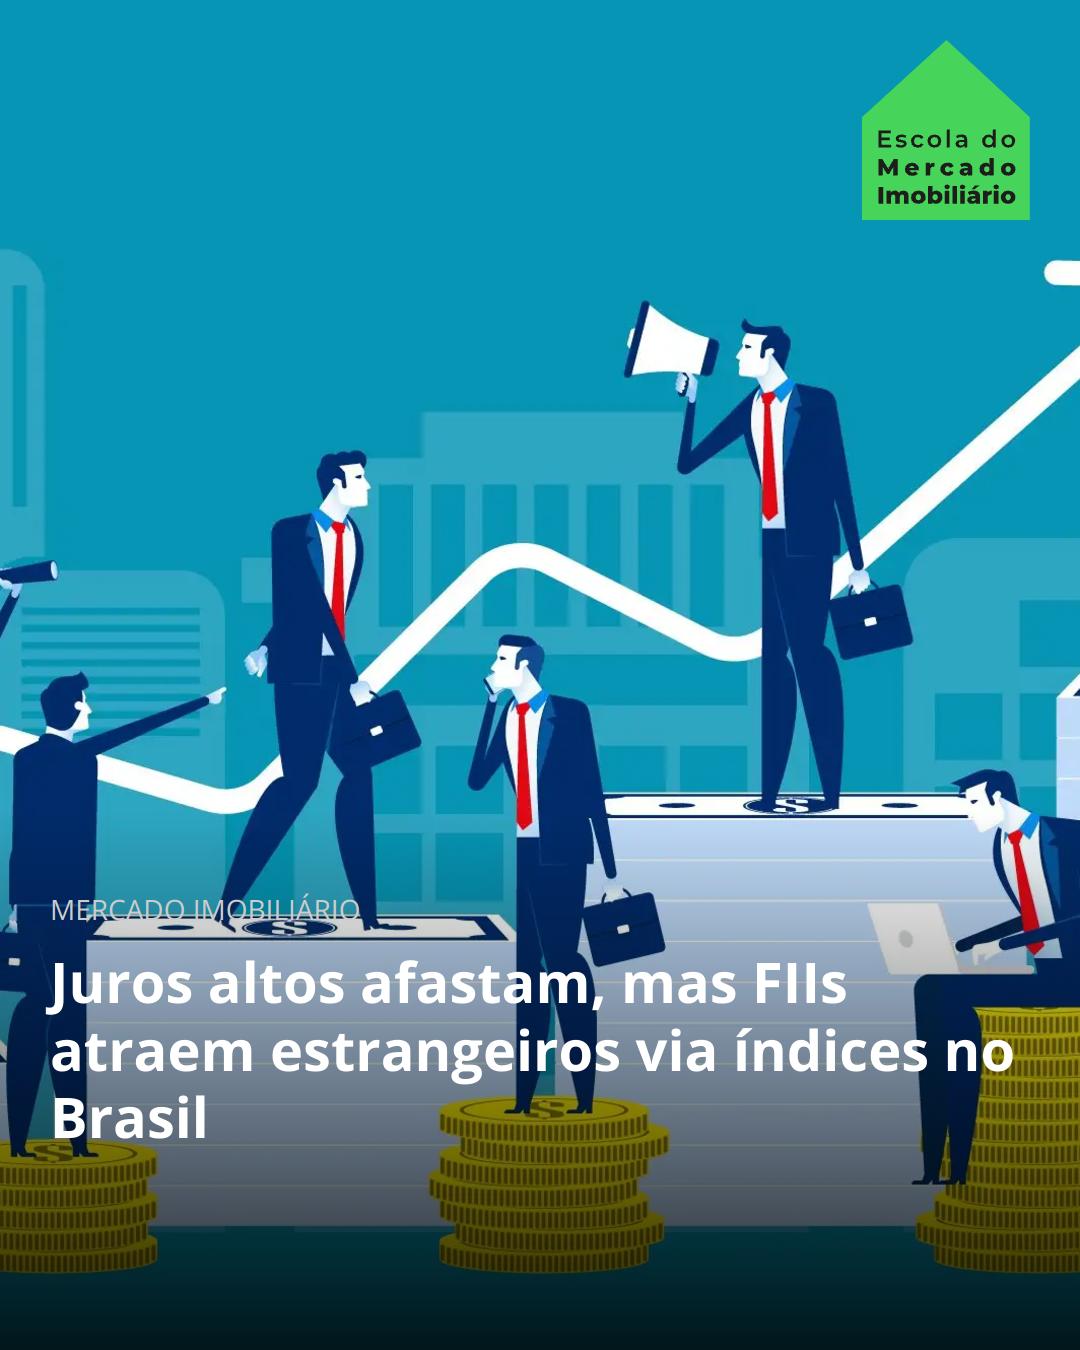 Escola do
Mercado
Imobiliário
MERCADO IMOBILIÁRIO
Juros altos afastam, mas FIIs
atraem estrangeiros via índices no
Brasil